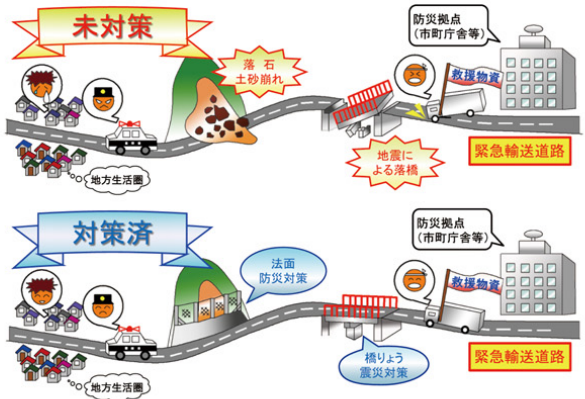 未対策
落石
土砂崩れ
防災拠点
(市町庁舎等)
救援物資
地震に
よる落橋
緊急輸送道路
地方生活圏
対策済
法面
防災対策
防災拠点
(市町庁舎等)
救援物資
橋りょう
震災対策
緊急輸送道路
地方生活圏